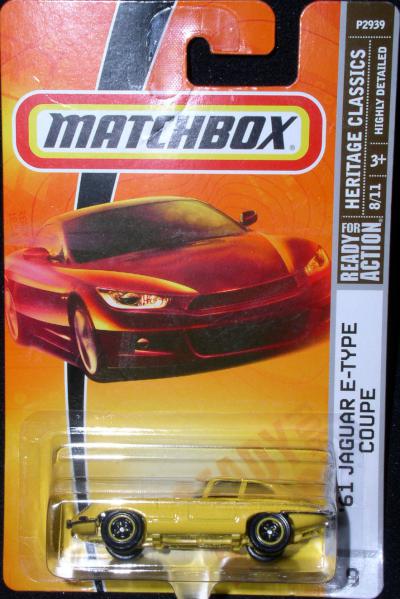 MATCHBOX
P2939
HERITAGE CLASSICS
HIGHLY DETAILED
8/11 3+
READY FOR ACTION
'61 JAGUAR E-TYPE
COUPE